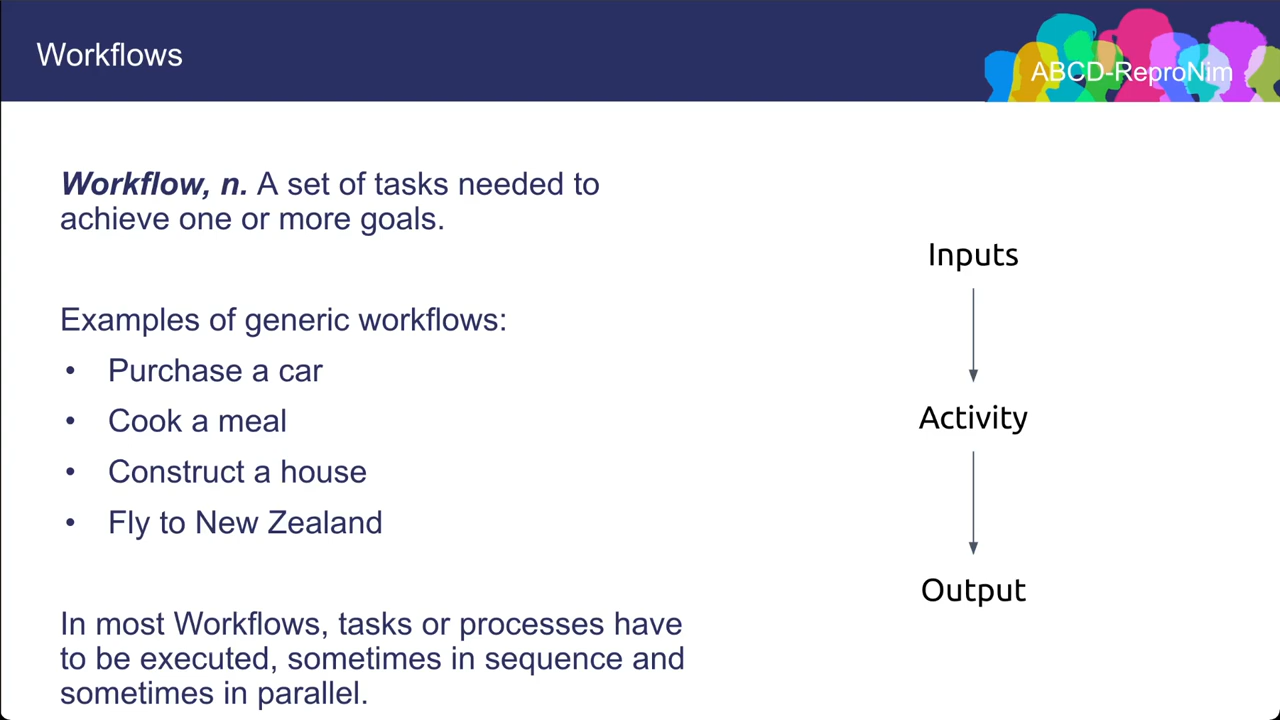 Workflows
ABCD-ReproNim
Workflow, n. A set of tasks needed to
achieve one or more goals.
Examples of generic workflows:
• Purchase a car
• Cook a meal
• Construct a house
• Fly to New Zealand
In most Workflows, tasks or processes have
to be executed, sometimes in sequence and
sometimes in parallel.
Inputs
Activity
Output